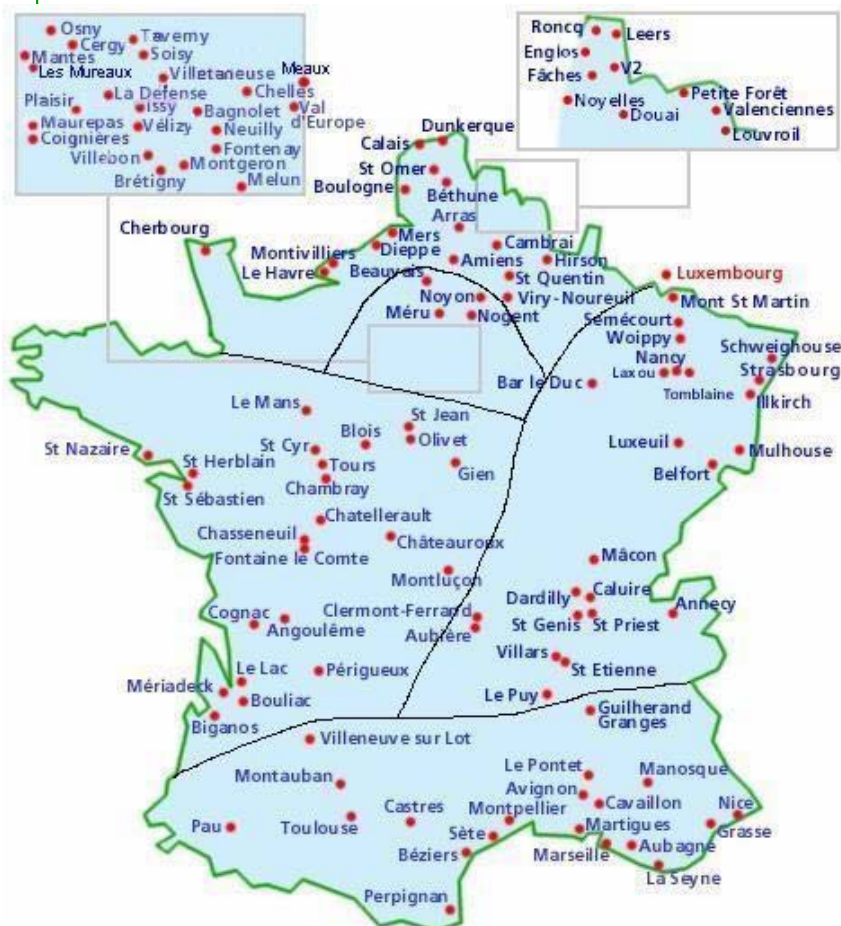 Osny
Cergy
Taverny
Soisy
Mantes
Les Mureaux
Villetaneuse
Meaux
Plaisir
La Défense
Issy
Chelles
Bagnolet
Val
d'Europe
Maurepas
Vélizy
Neuilly
Coignières
Fontenay
Villebon
Montgeron
Brétigny
Melun
Roncq
Leers
Englos
V2
Fâches
Petite Forêt
Noyelles
Douai
Valenciennes
Louvroil
Dunkerque
Calais
St Omer
Boulogne
Béthune
Arras
Cherbourg
Mers
Dieppe
Cambrai
Montivilliers
Le Havre
Amiens
Hirson
Beauvais
St Quentin
Luxembourg
Noyon
Viry-Noureuil
Mont St Martin
Méru
Nogent
Sémécourt
Woippy
Schweighouse
Nancy
Strasbourg
Laxou
Bar le Duc
Tomblaine
Illkirch
Le Mans
St Jean
Blois
Olivet
St Cyr
Luxeuil
Mulhouse
St Nazaire
St Herblain
Tours
Gien
Belfort
Chambray
St Sébastien
Chatellerault
Chasseneuil
Châteauroux
Fontaine le Comte
Mâcon
Montluçon
Dardilly
Caluire
Annecy
Clermont-Ferrand
Cognac
Angoulême
Aubière
St Genis
St Priest
Villars
St Etienne
Le Lac
Périgueux
Mériadeck
Bouliac
Le Puy
Biganos
Guilherand
Granges
Villeneuve sur Lot
Le Pontet
Manosque
Montauban
Avignon
Castres
Montpellier
Cavaillon
Nice
Pau
Toulouse
Sète
Martigues
Grasse
Béziers
Marseille
Aubagne
La Seyne
Perpignan